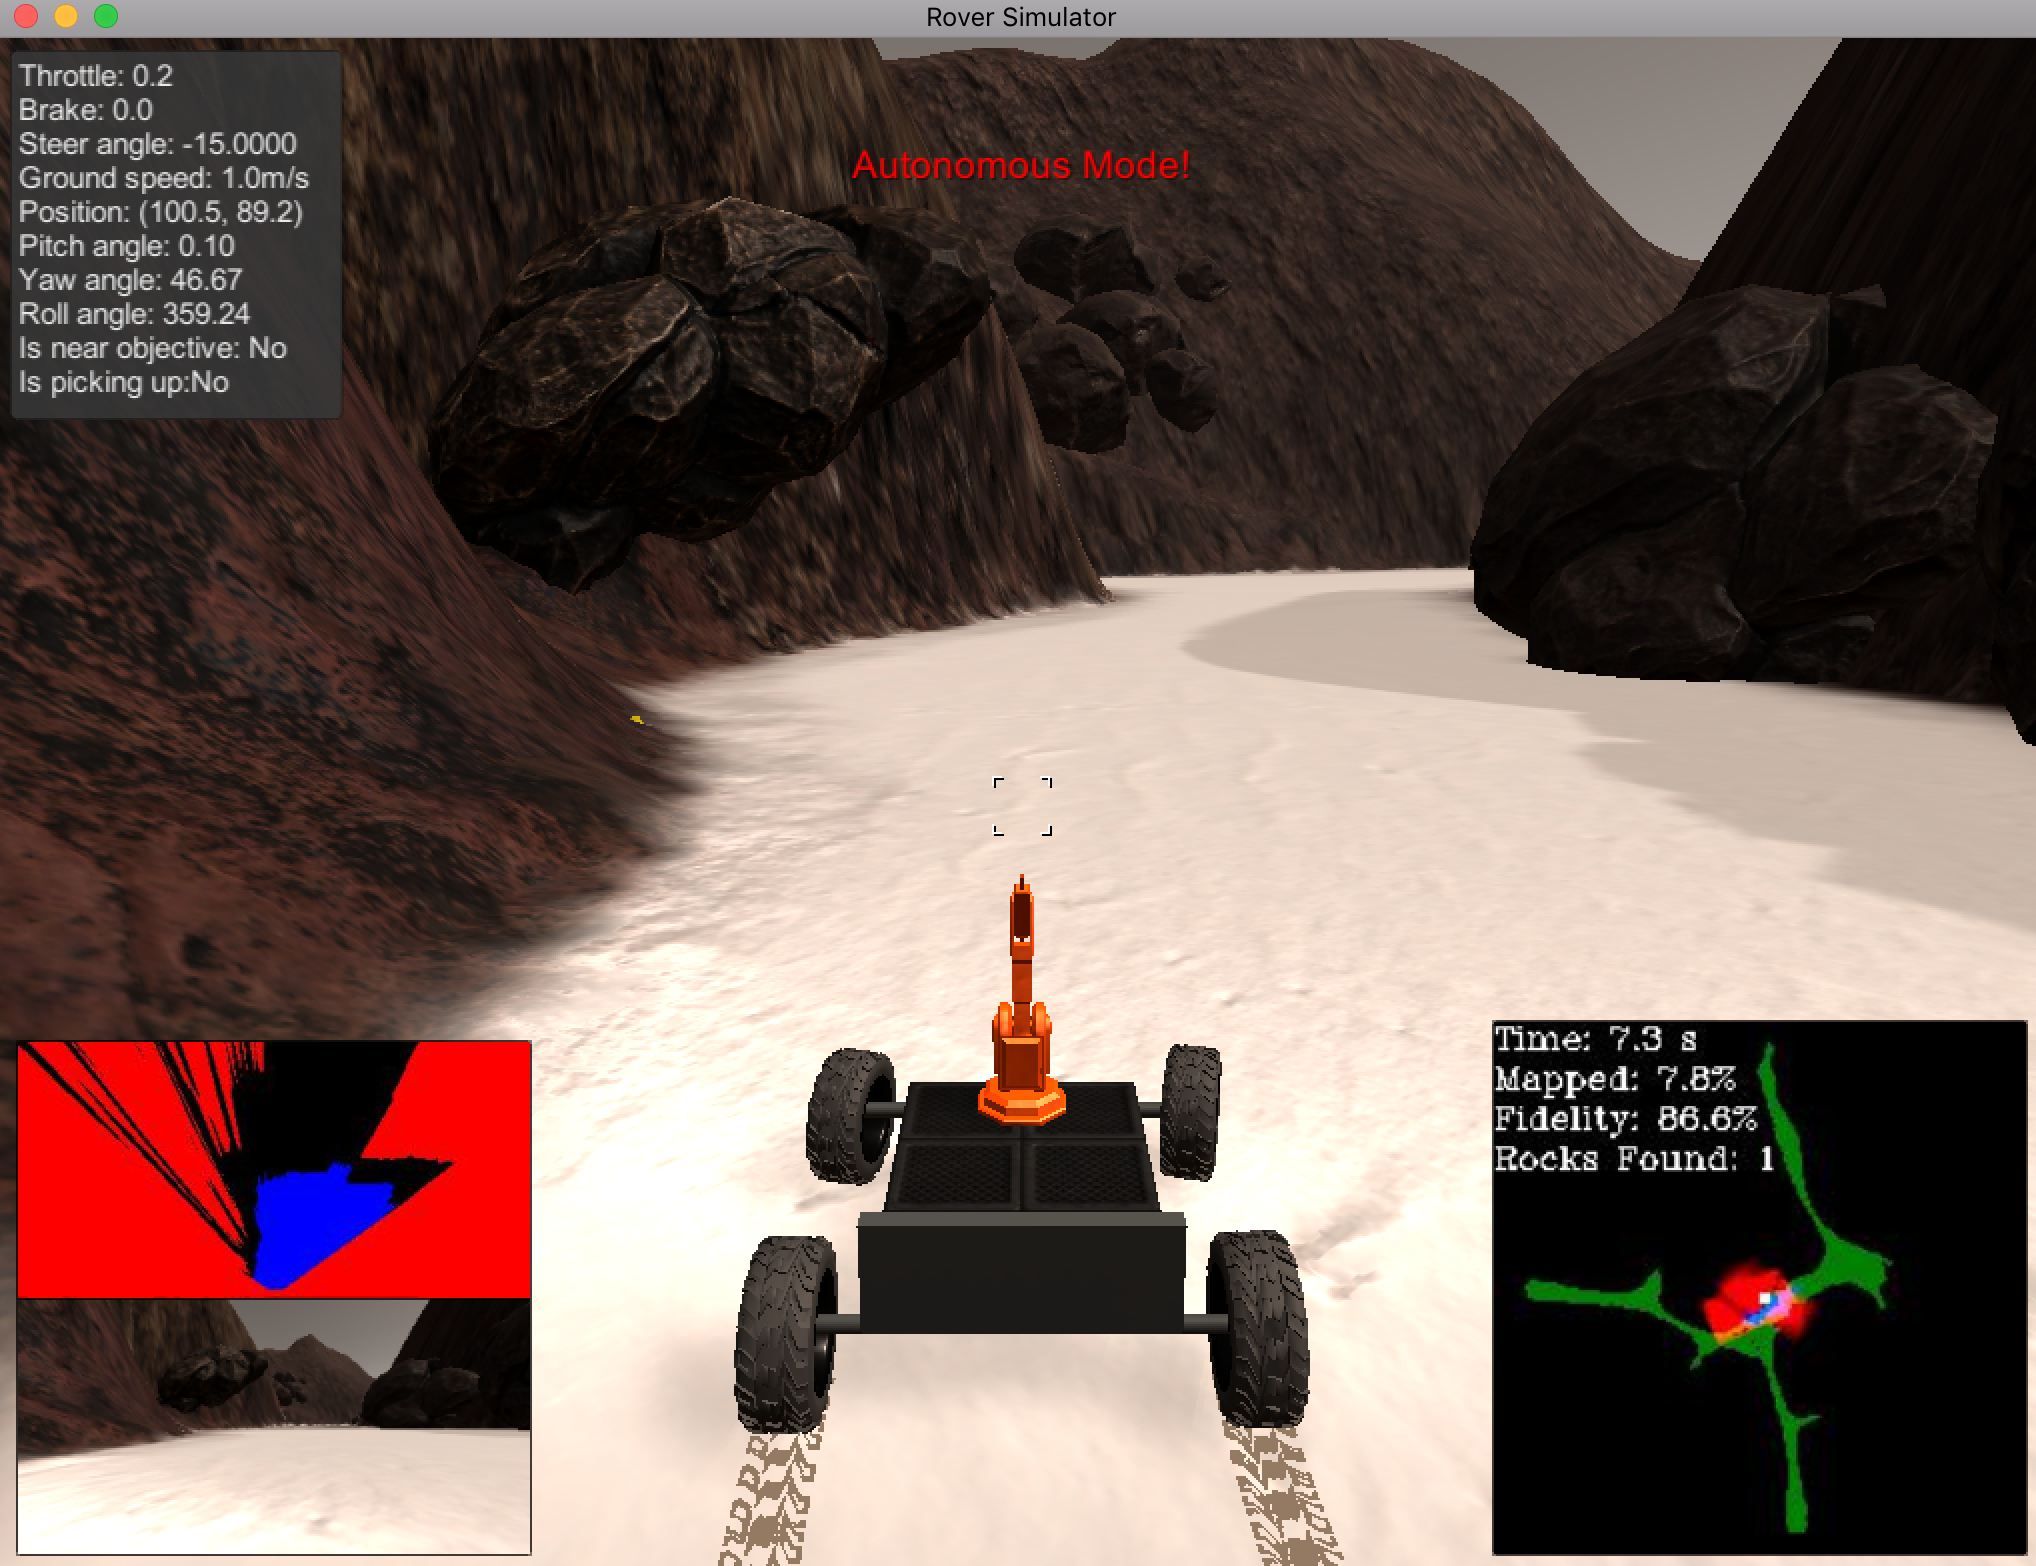 Rover Simulator
Throttle: 0.2
Brake: 0.0
Steer angle: -15.0000
Ground speed: 1.0m/s
Position: (100.5, 89.2)
Pitch angle: 0.10
Yaw angle: 46.67
Roll angle: 359.24
Is near objective: No
Is picking up:No
Autonomous Mode!
Time: 7.3 s
Mapped: 7.8%
Fidelity: 86.6%
Rocks Found: 1